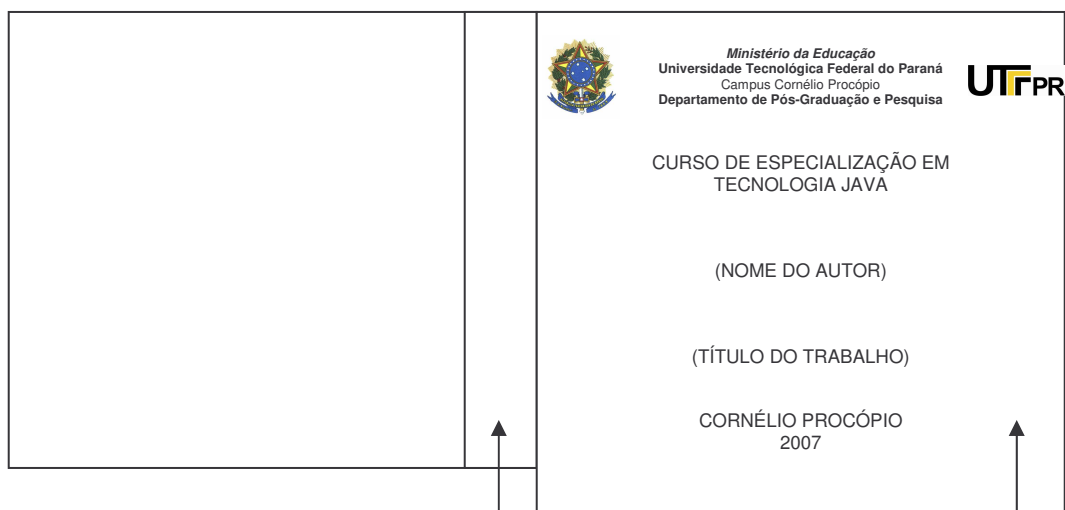 Ministério da Educação
Universidade Tecnológica Federal do Paraná
Campus Cornélio Procópio
Departamento de Pós-Graduação e Pesquisa
UTFPR
CURSO DE ESPECIALIZAÇÃO EM
TECNOLOGIA JAVA
(NOME DO AUTOR)
(TÍTULO DO TRABALHO)
CORNÉLIO PROCÓPIO
2007